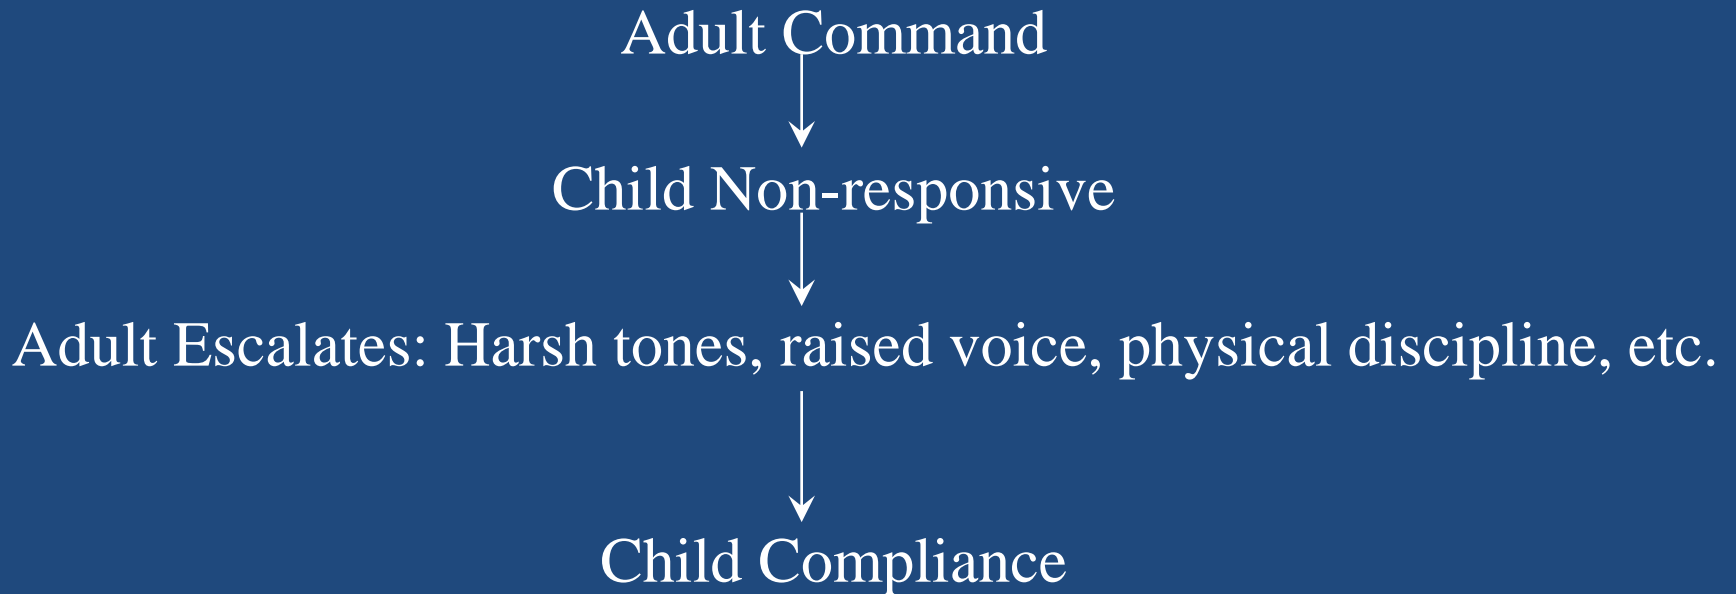 Adult Command
Child Non-responsive
Adult Escalates: Harsh tones, raised voice, physical discipline, etc.
Child Compliance